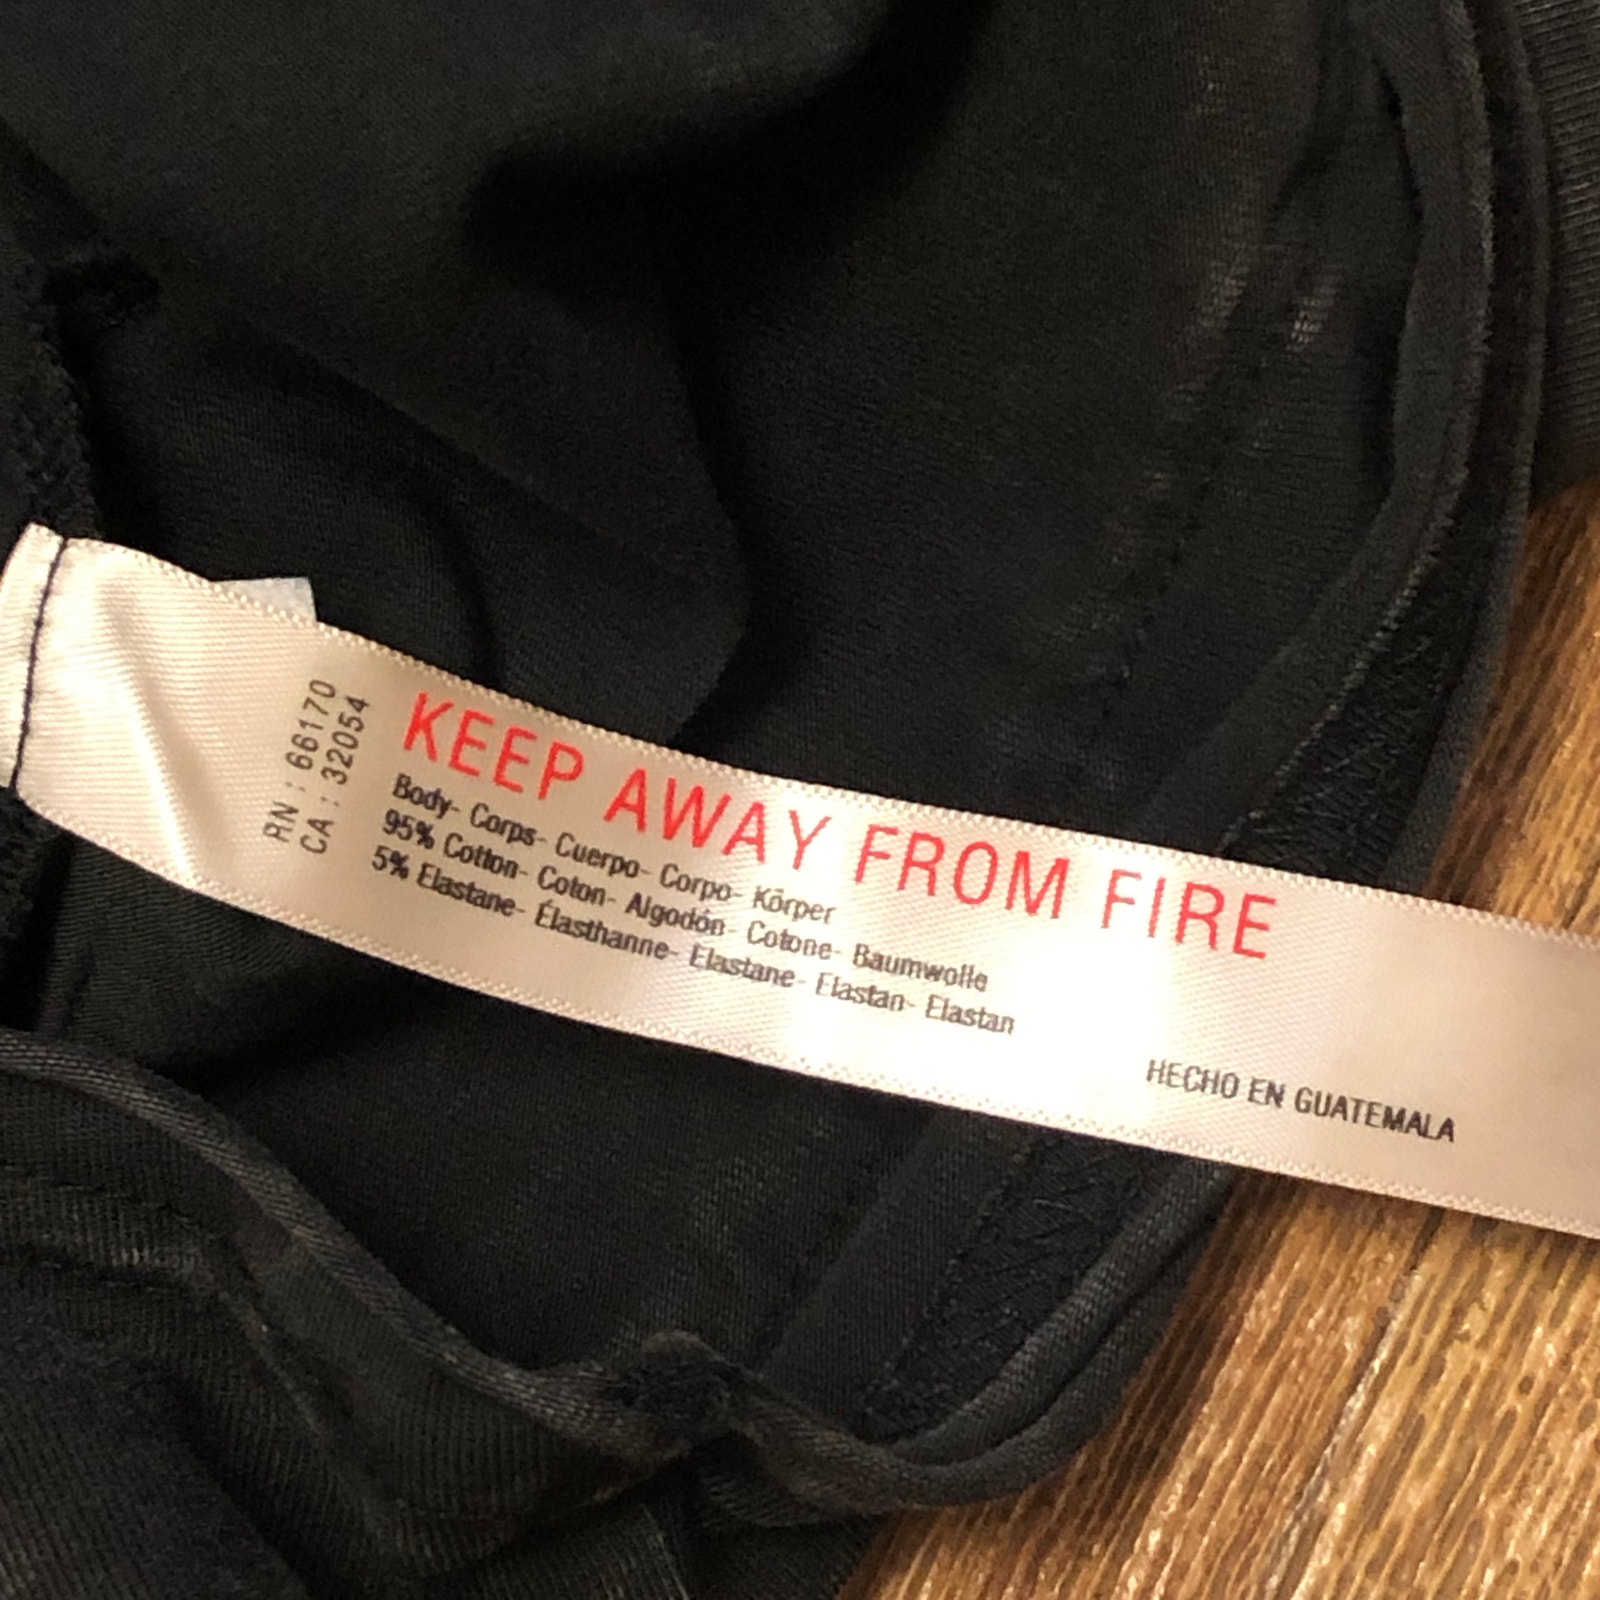 RN : 66170
CA : 32054
KEEP AWAY FROM FIRE
Body- Corps- Cuerpo- Corpo- Körper
95% Cotton- Coton- Algodón- Cotone- Baumwolle
5% Elastane- Élasthanne- Elastane- Elastan- Elastan
HECHO EN GUATEMALA